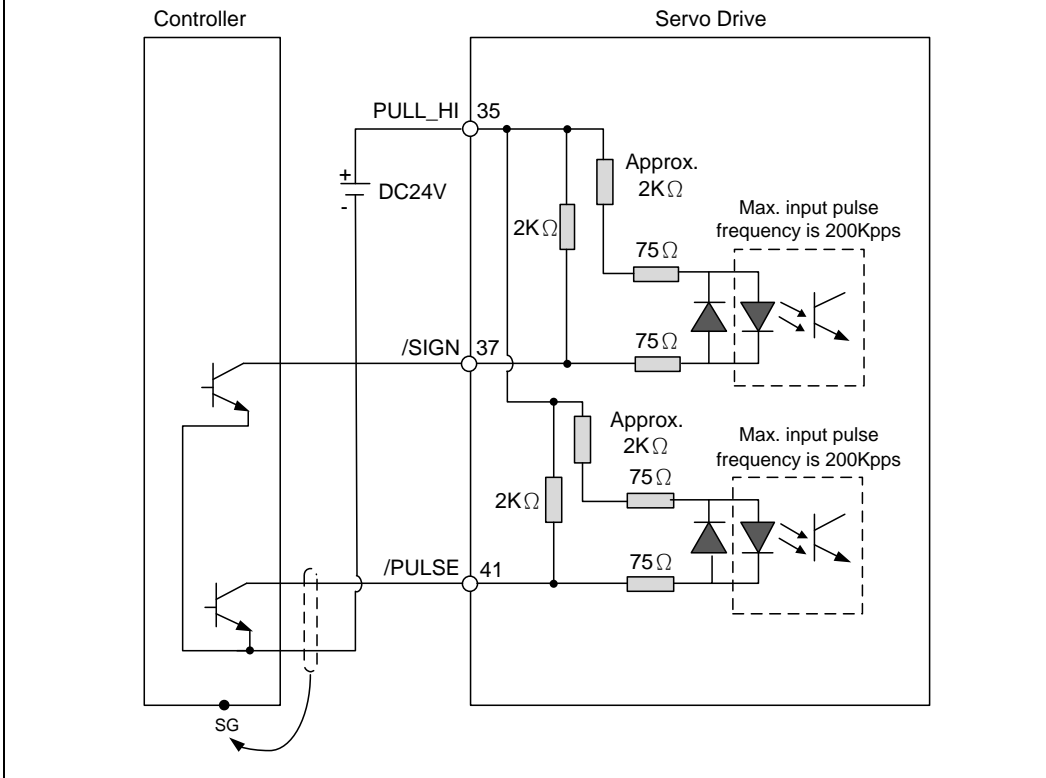 Controller
Servo Drive
PULL_HI 35
+
DC24V
-
Approx.
2KΩ
2KΩ
Max. input pulse
frequency is 200Kpps
75Ω
75Ω
/SIGN 37
Approx.
2KΩ
Max. input pulse
frequency is 200Kpps
75Ω
2KΩ
75Ω
/PULSE 41
SG